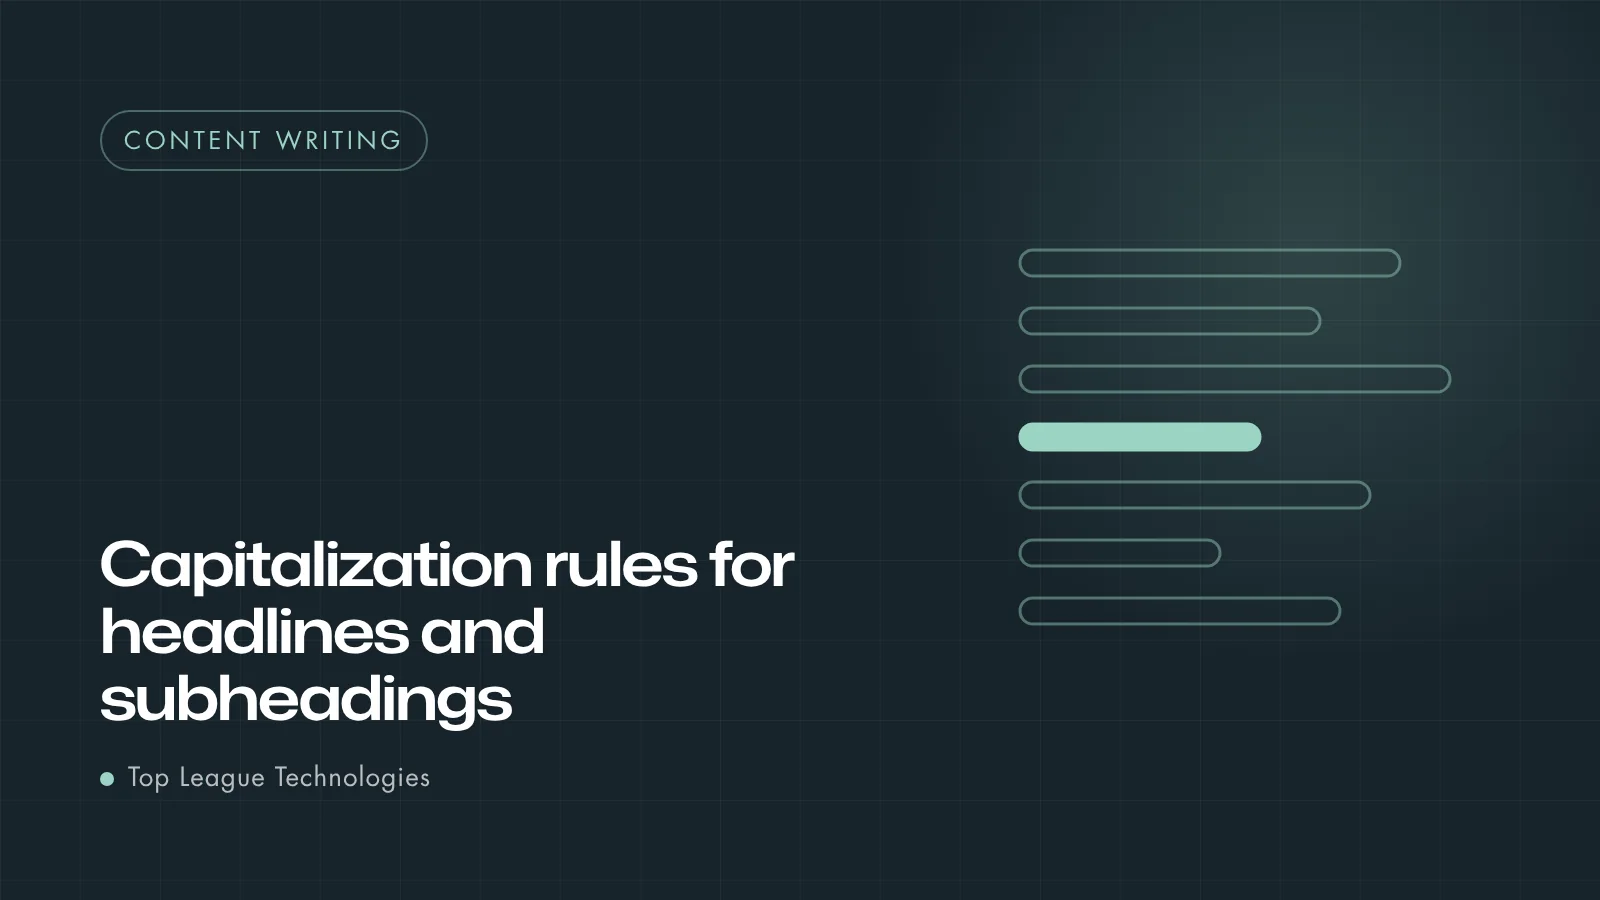 CONTENT WRITING
Capitalization rules for
headlines and
subheadings
Top League Technologies